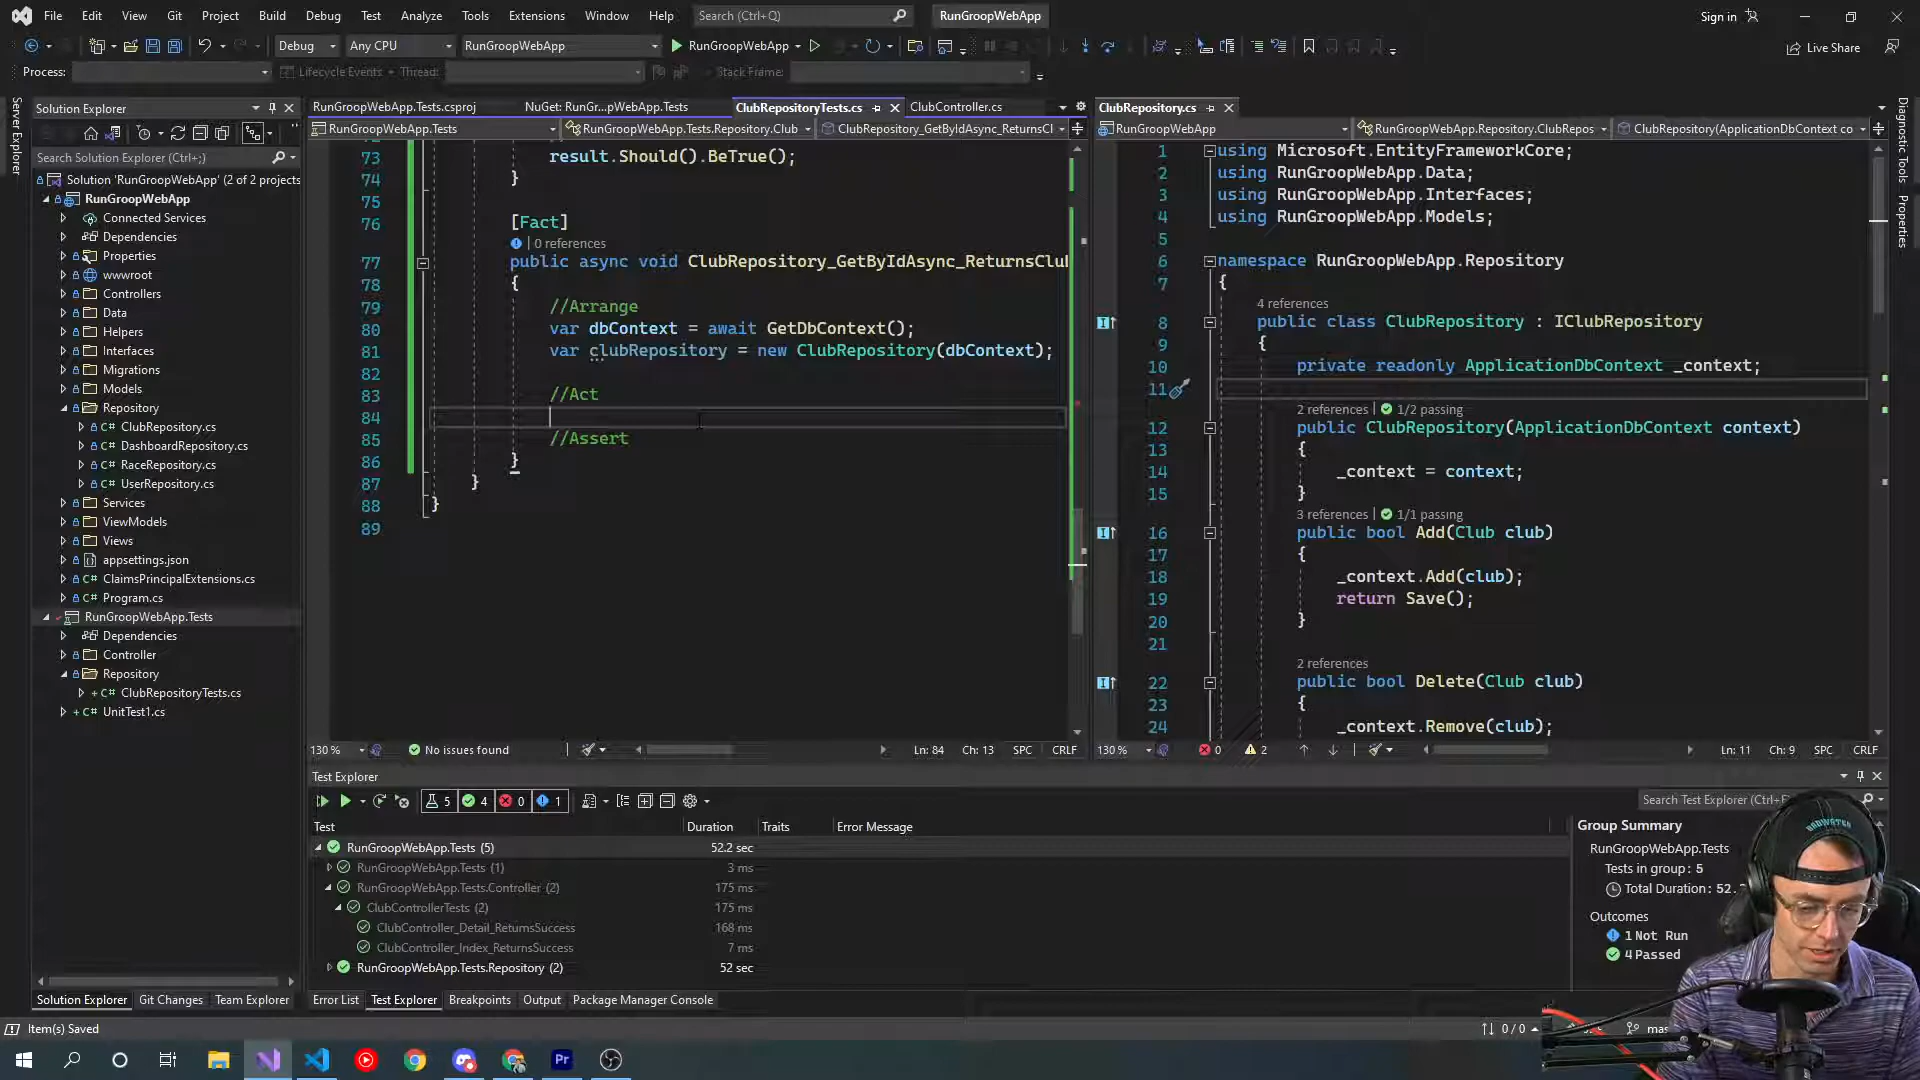 File Edit View Git Project Build Debug Test Analyze Tools Extensions Window Help Search (Ctrl+Q) RunGroopWebApp Sign in
Debug Any CPU RunGroopWebApp RunGroopWebApp Live Share
Process: Lifecycle Events Thread: Stack Frame:
Server Explorer
Solution Explorer
Search Solution Explorer (Ctrl+;)
Solution 'RunGroopWebApp' (2 of 2 projects
RunGroopWebApp
Connected Services
Dependencies
Properties
wwwroot
Controllers
Data
Helpers
Interfaces
Migrations
Models
Repository
C# ClubRepository.cs
C# DashboardRepository.cs
C# RaceRepository.cs
C# UserRepository.cs
Services
ViewModels
Views
appsettings.json
C# ClaimsPrincipalExtensions.cs
C# Program.cs
RunGroopWebApp.Tests
Dependencies
Controller
Repository
C# ClubRepositoryTests.cs
C# UnitTest1.cs
Solution Explorer Git Changes Team Explorer
RunGroopWebApp.Tests.csproj NuGet: RunGr...pWebApp.Tests ClubRepositoryTests.cs ClubController.cs
RunGroopWebApp.Tests RunGroopWebApp.Tests.Repository.Club ClubRepository_GetByIdAsync_ReturnsCl
73 result.Should().BeTrue();
74 }
75
76 [Fact]
0 references
77 public async void ClubRepository_GetByIdAsync_ReturnsClu
78 {
79 //Arrange
80 var dbContext = await GetDbContext();
81 var clubRepository = new ClubRepository(dbContext);
82
83 //Act
84
85 //Assert
86 }
87 }
88 }
89
130 % No issues found Ln: 84 Ch: 13 SPC CRLF
ClubRepository.cs
RunGroopWebApp RunGroopWebApp.Repository.ClubRepos ClubRepository(ApplicationDbContext co
1 using Microsoft.EntityFrameworkCore;
2 using RunGroopWebApp.Data;
3 using RunGroopWebApp.Interfaces;
4 using RunGroopWebApp.Models;
5
6 namespace RunGroopWebApp.Repository
7 {
4 references
8 public class ClubRepository : IClubRepository
9 {
10 private readonly ApplicationDbContext _context;
11
2 references | 1/2 passing
12 public ClubRepository(ApplicationDbContext context)
13 {
14 _context = context;
15 }
3 references | 1/1 passing
16 public bool Add(Club club)
17 {
18 _context.Add(club);
19 return Save();
20 }
21
2 references
22 public bool Delete(Club club)
23 {
24 _context.Remove(club);
130 % 0 2 Ln: 11 Ch: 9 SPC CRLF
Diagnostic Tools
Properties
Test Explorer
5 4 0 1 Search Test Explorer (Ctrl+E
Test Duration Traits Error Message
RunGroopWebApp.Tests (5) 52.2 sec
RunGroopWebApp.Tests (1) 3 ms
RunGroopWebApp.Tests.Controller (2) 175 ms
ClubControllerTests (2) 175 ms
ClubController_Detail_ReturnsSuccess 168 ms
ClubController_Index_ReturnsSuccess 7 ms
RunGroopWebApp.Tests.Repository (2) 52 sec
Group Summary
RunGroopWebApp.Tests
Tests in group: 5
Total Duration: 52.
Outcomes
1 Not Run
4 Passed
Error List Test Explorer Breakpoints Output Package Manager Console
Item(s) Saved 0 / 0 mas
Pr